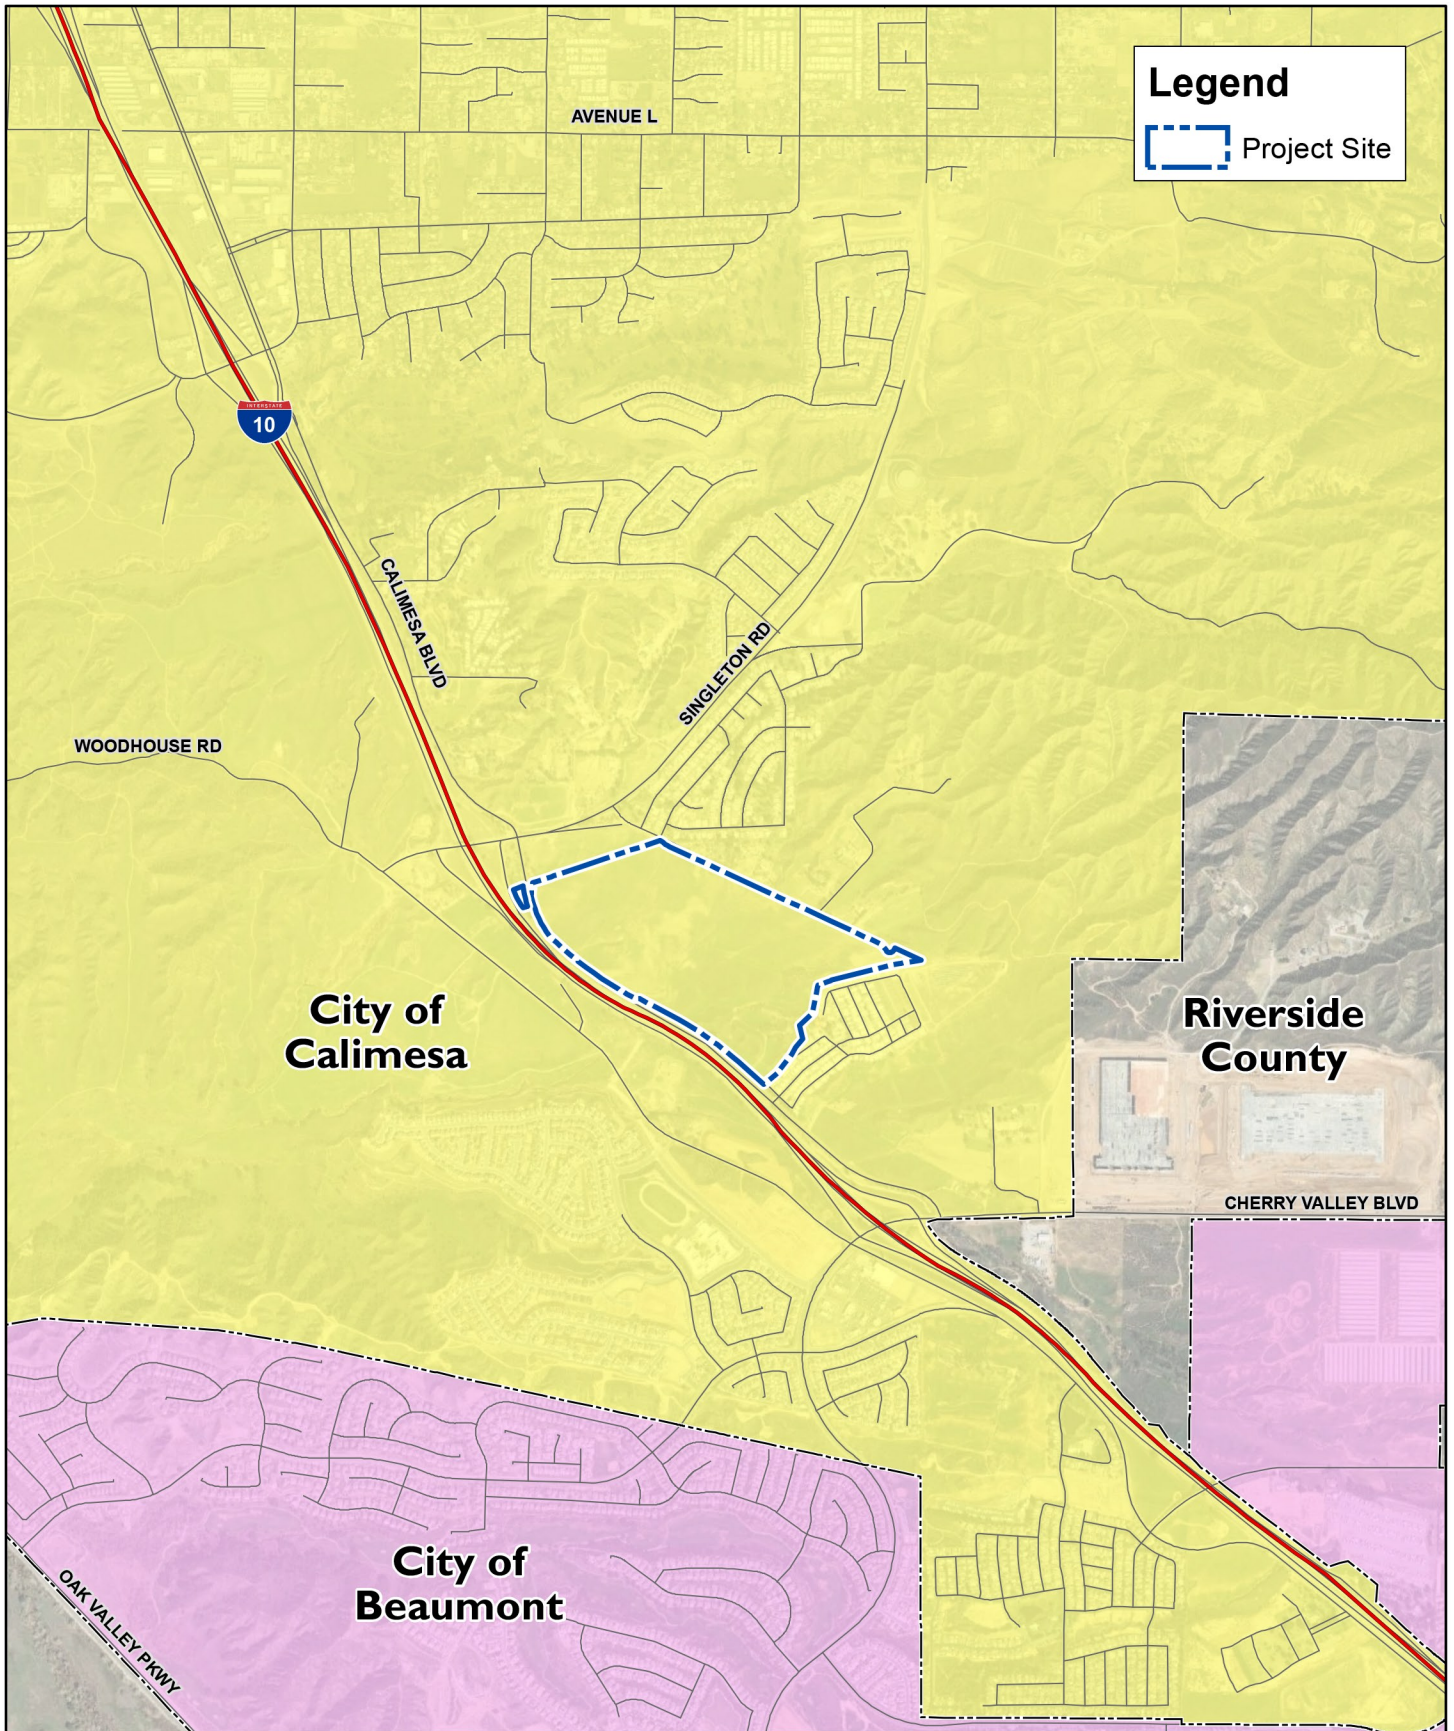 Legend
Project Site
AVENUE L
INTERSTATE
10
CALIMESA BLVD
SINGLETON RD
WOODHOUSE RD
City of
Calimesa
Riverside
County
CHERRY VALLEY BLVD
City of
Beaumont
OAK VALLEY PKWY